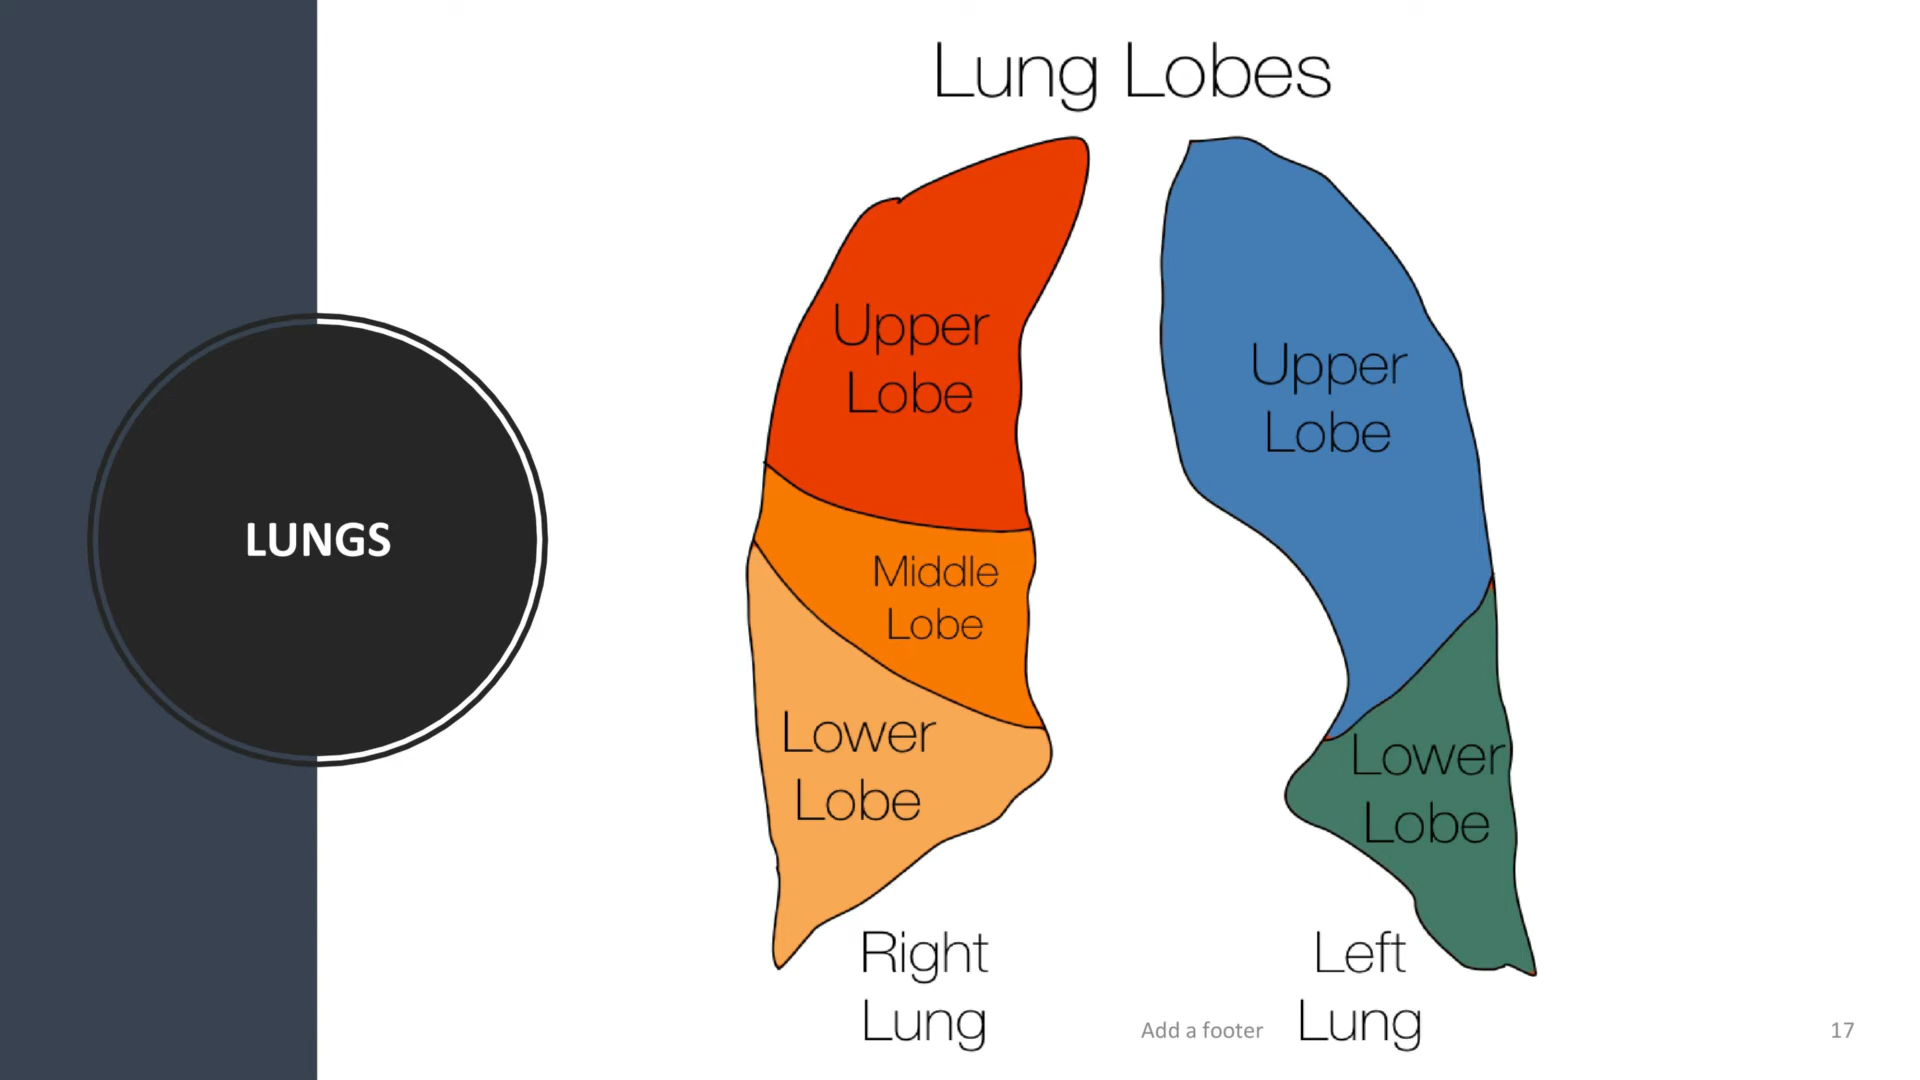 Lung Lobes
LUNGS
Upper
Lobe
Middle
Lobe
Lower
Lobe
Right
Lung
Upper
Lobe
Lower
Lobe
Left
Lung
Add a footer
17